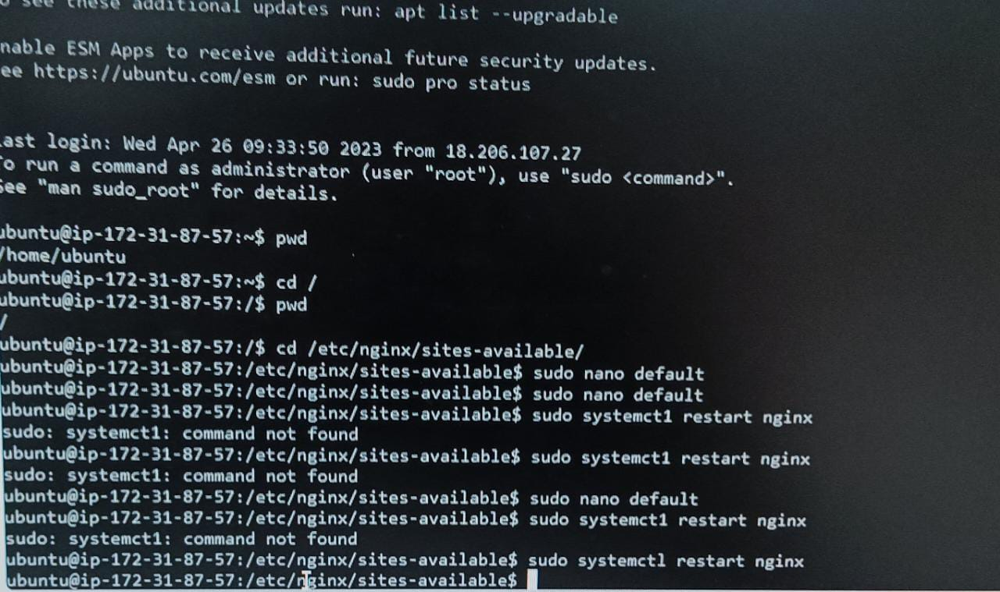 o see these additional updates run: apt list --upgradable
nable ESM Apps to receive additional future security updates.
ee https://ubuntu.com/esm or run: sudo pro status
Last login: Wed Apr 26 09:33:50 2023 from 18.206.107.27
To run a command as administrator (user "root"), use "sudo <command>".
See "man sudo_root" for details.
ubuntu@ip-172-31-87-57:~$ pwd
/home/ubuntu
ubuntu@ip-172-31-87-57:~$ cd /
ubuntu@ip-172-31-87-57:/$ pwd
/
ubuntu@ip-172-31-87-57:/$ cd /etc/nginx/sites-available/
ubuntu@ip-172-31-87-57:/etc/nginx/sites-available$ sudo nano default
ubuntu@ip-172-31-87-57:/etc/nginx/sites-available$ sudo nano default
ubuntu@ip-172-31-87-57:/etc/nginx/sites-available$ sudo systemct1 restart nginx
sudo: systemct1: command not found
ubuntu@ip-172-31-87-57:/etc/nginx/sites-available$ sudo systemct1 restart nginx
sudo: systemct1: command not found
ubuntu@ip-172-31-87-57:/etc/nginx/sites-available$ sudo nano default
ubuntu@ip-172-31-87-57:/etc/nginx/sites-available$ sudo systemct1 restart nginx
sudo: systemct1: command not found
ubuntu@ip-172-31-87-57:/etc/nginx/sites-available$ sudo systemctl restart nginx
ubuntu@ip-172-31-87-57:/etc/nginx/sites-available$